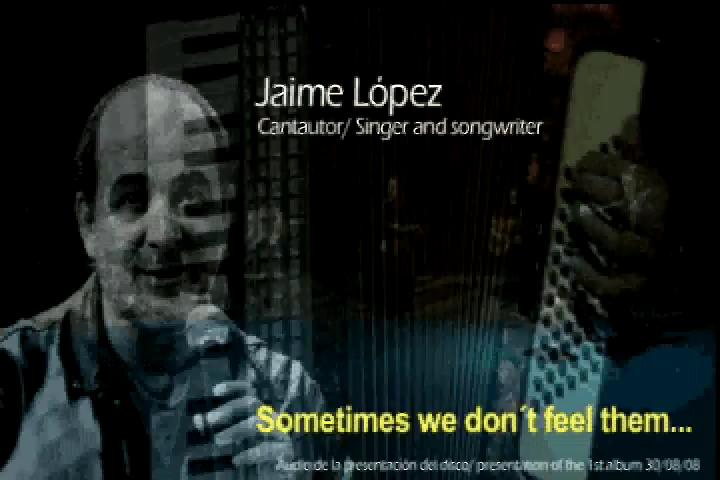 Jaime López
Cantautor/ Singer and songwriter
Sometimes we don´t feel them...
Audio de la presentación del disco/ presentation of the 1st album 30/08/08